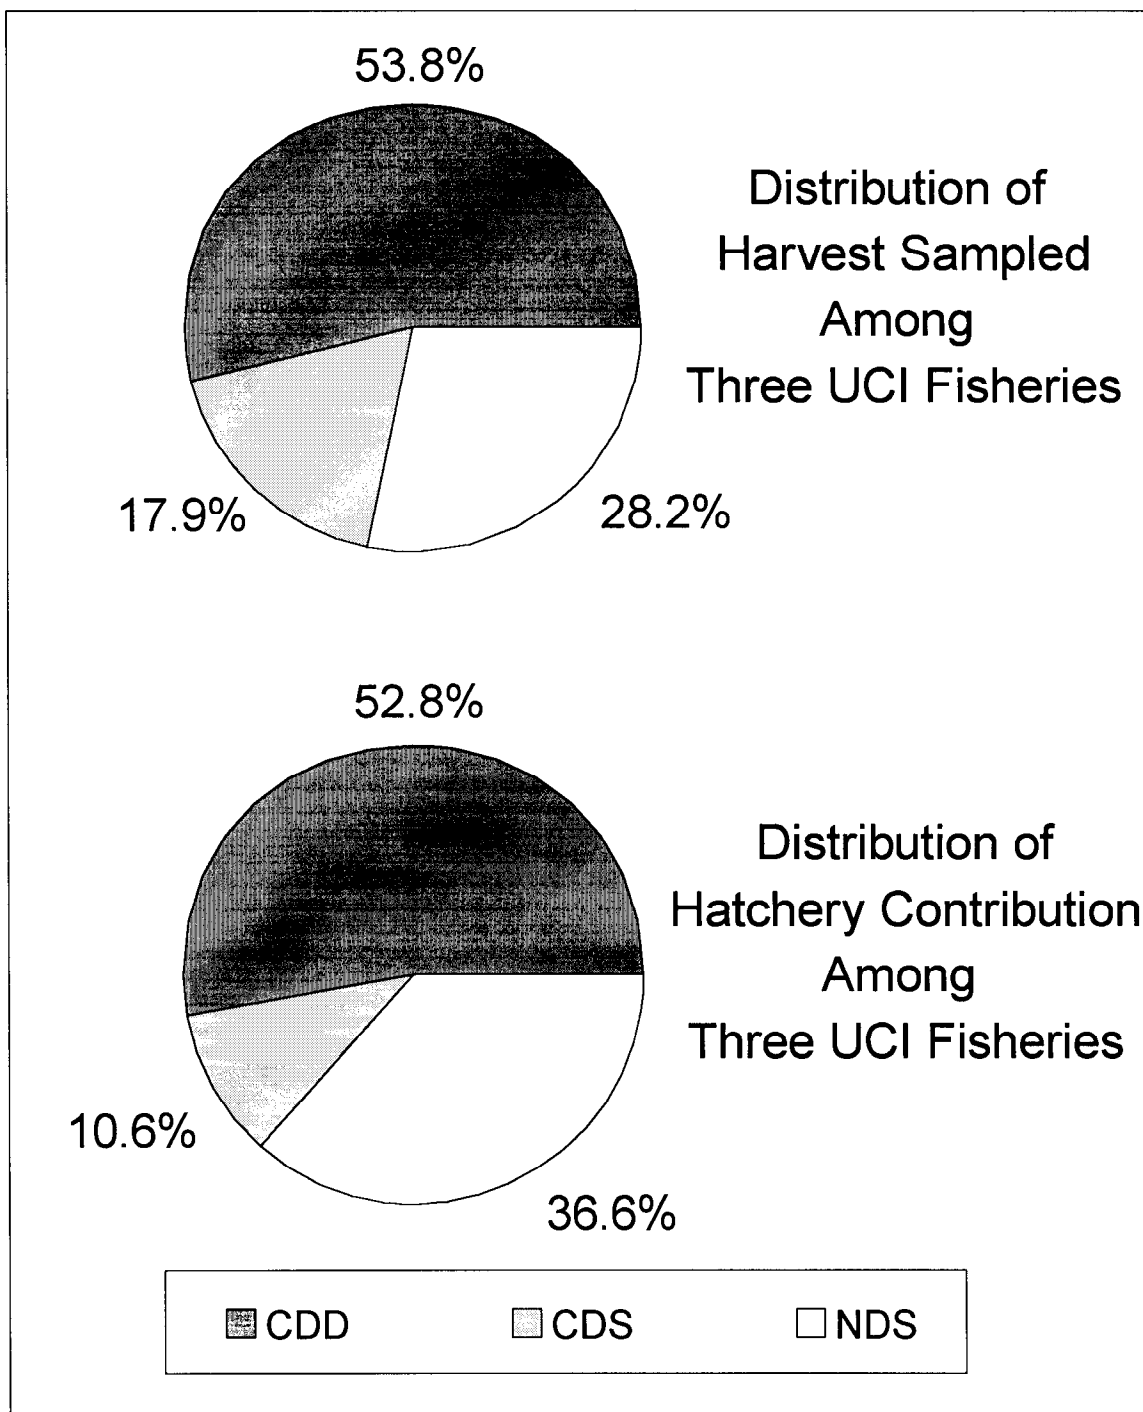 53.8%
Distribution of
Harvest Sampled
Among
Three UCI Fisheries
17.9%
28.2%
52.8%
Distribution of
Hatchery Contribution
Among
Three UCI Fisheries
10.6%
36.6%
CDD CDS NDS